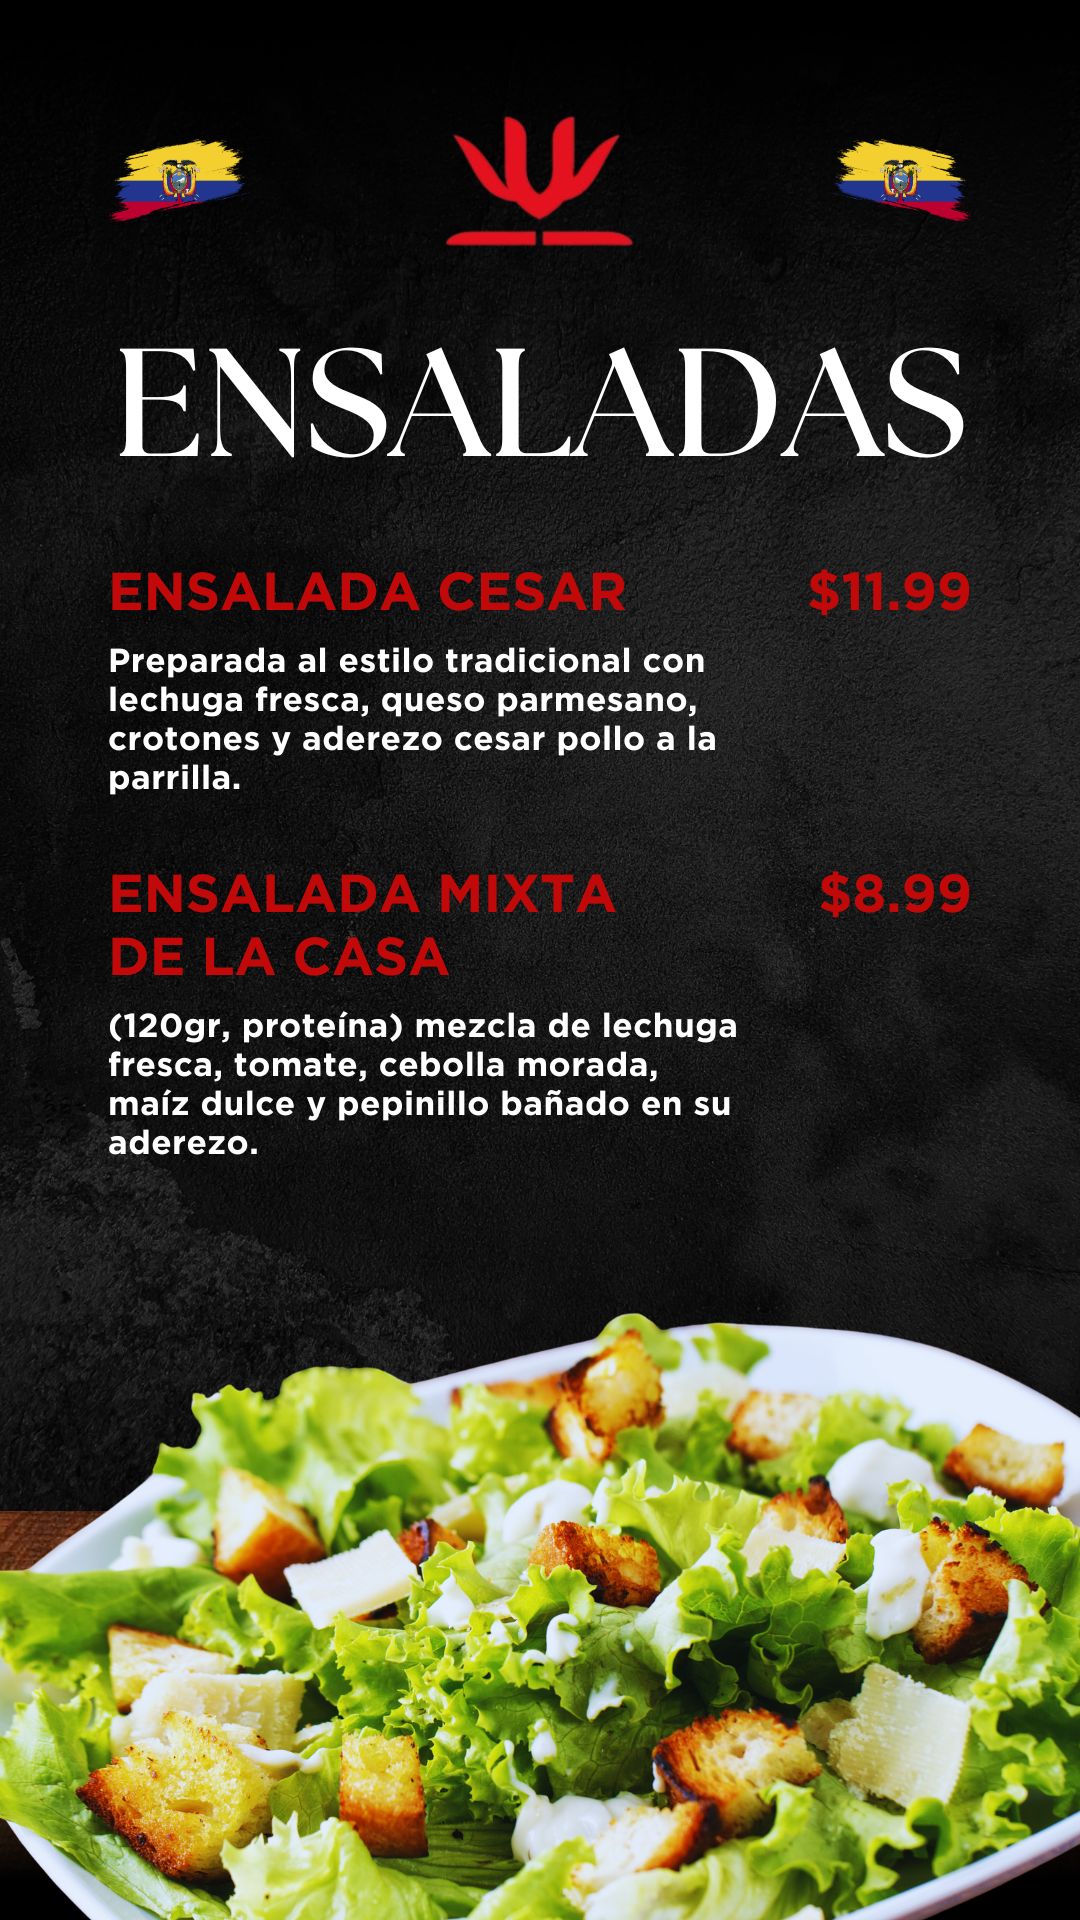 ENSALADAS
ENSALADA CESAR $11.99
Preparada al estilo tradicional con
lechuga fresca, queso parmesano,
crotones y aderezo cesar pollo a la
parrilla.
ENSALADA MIXTA $8.99
DE LA CASA
(120gr, proteína) mezcla de lechuga
fresca, tomate, cebolla morada,
maíz dulce y pepinillo bañado en su
aderezo.